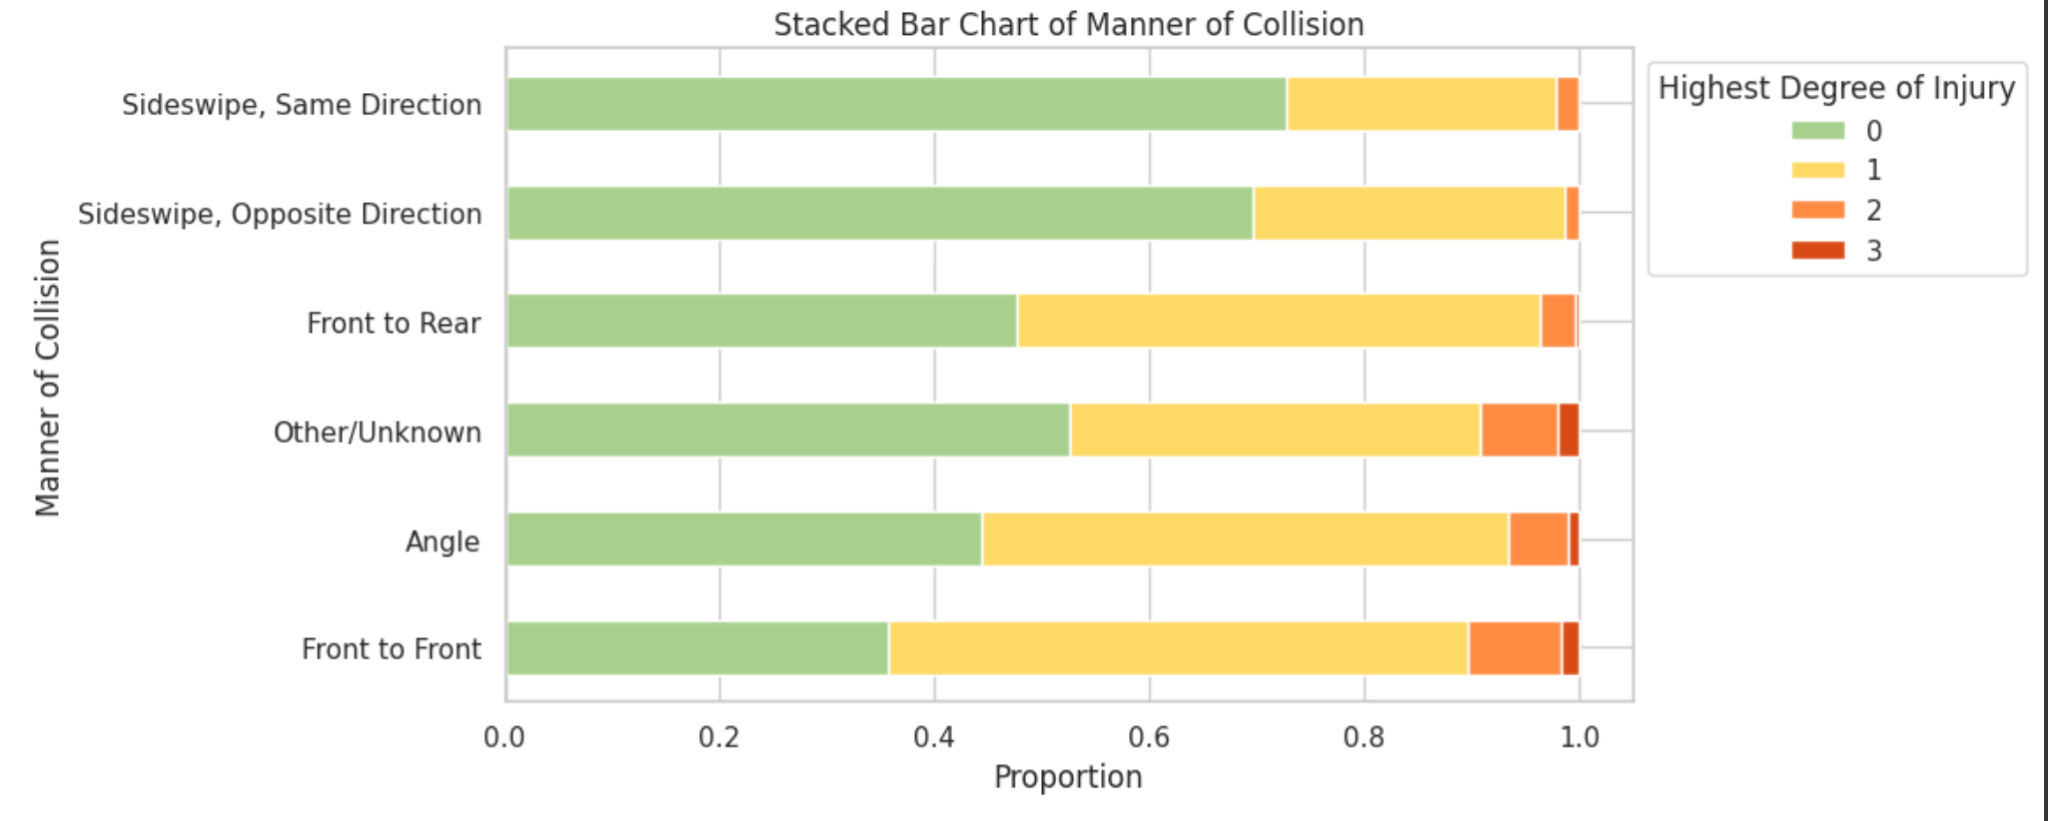 Stacked Bar Chart of Manner of Collision
Manner of Collision
Sideswipe, Same Direction
Sideswipe, Opposite Direction
Front to Rear
Other/Unknown
Angle
Front to Front
0.0 0.2 0.4 0.6 0.8 1.0
Proportion
Highest Degree of Injury
0
1
2
3